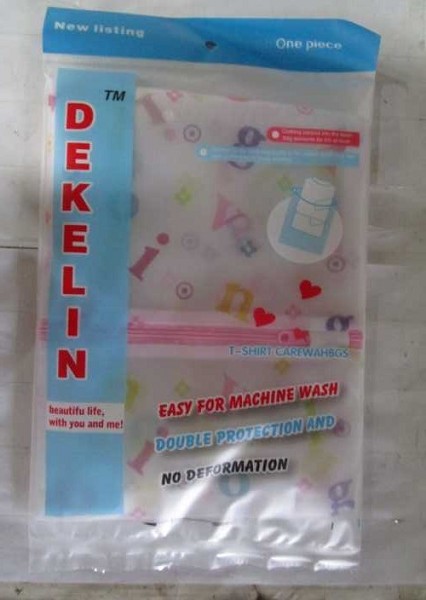 New listing
One piece
DEKELIN
TM
T-SHIRT CAREWAHBGS
EASY FOR MACHINE WASH
beautifu life,
with you and me!
DOUBLE PROTECTION AND
NO DEFORMATION